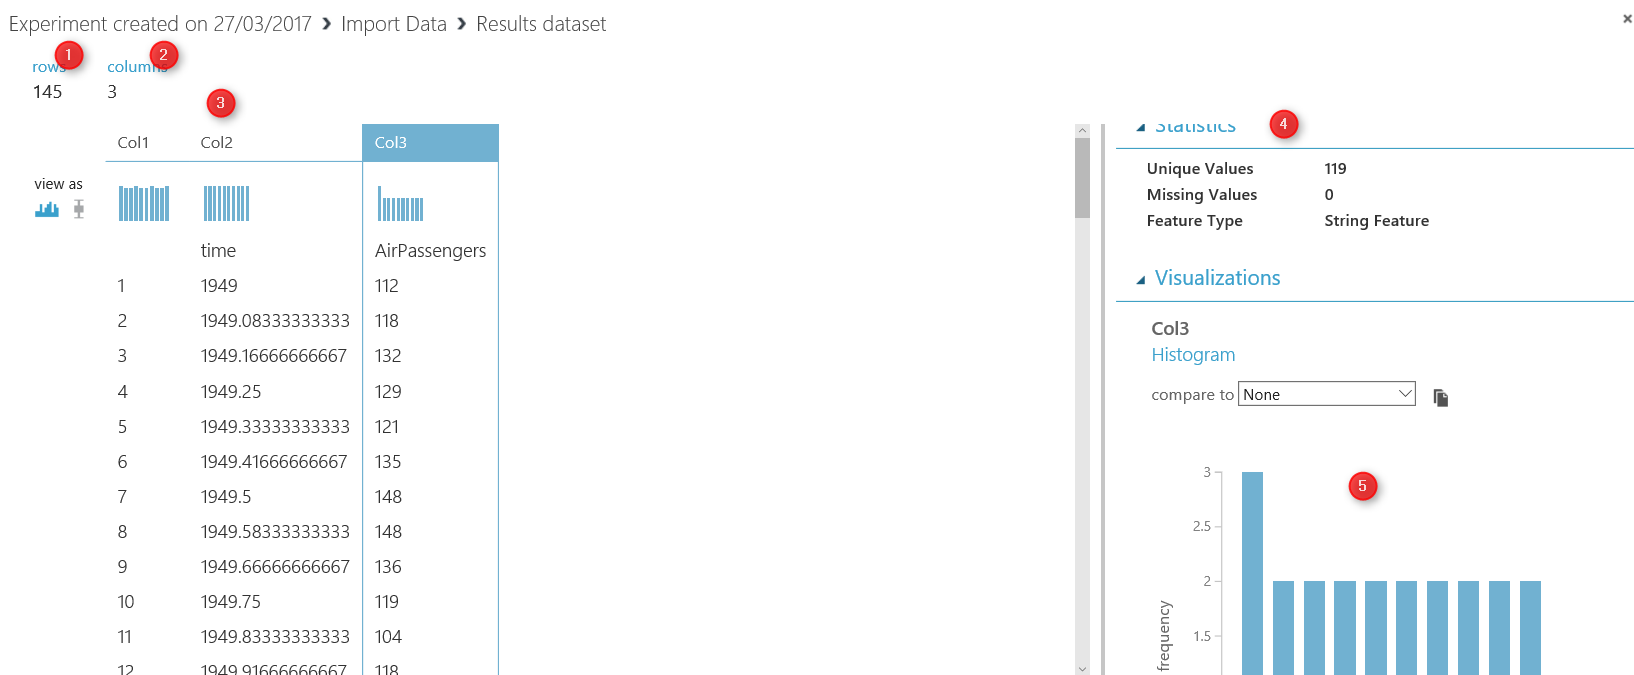 Experiment created on 27/03/2017 › Import Data › Results dataset ×
1 2
rows columns
145 3
3
Col1 Col2 Col3
view as
time AirPassengers
1 1949 112
2 1949.08333333333 118
3 1949.16666666667 132
4 1949.25 129
5 1949.33333333333 121
6 1949.41666666667 135
7 1949.5 148
8 1949.58333333333 148
9 1949.66666666667 136
10 1949.75 119
11 1949.83333333333 104
12 1949.91666666667 118
Statistics 4
Unique Values 119
Missing Values 0
Feature Type String Feature
Visualizations
Col3
Histogram
compare to None
5
3
2.5
2
1.5
frequency